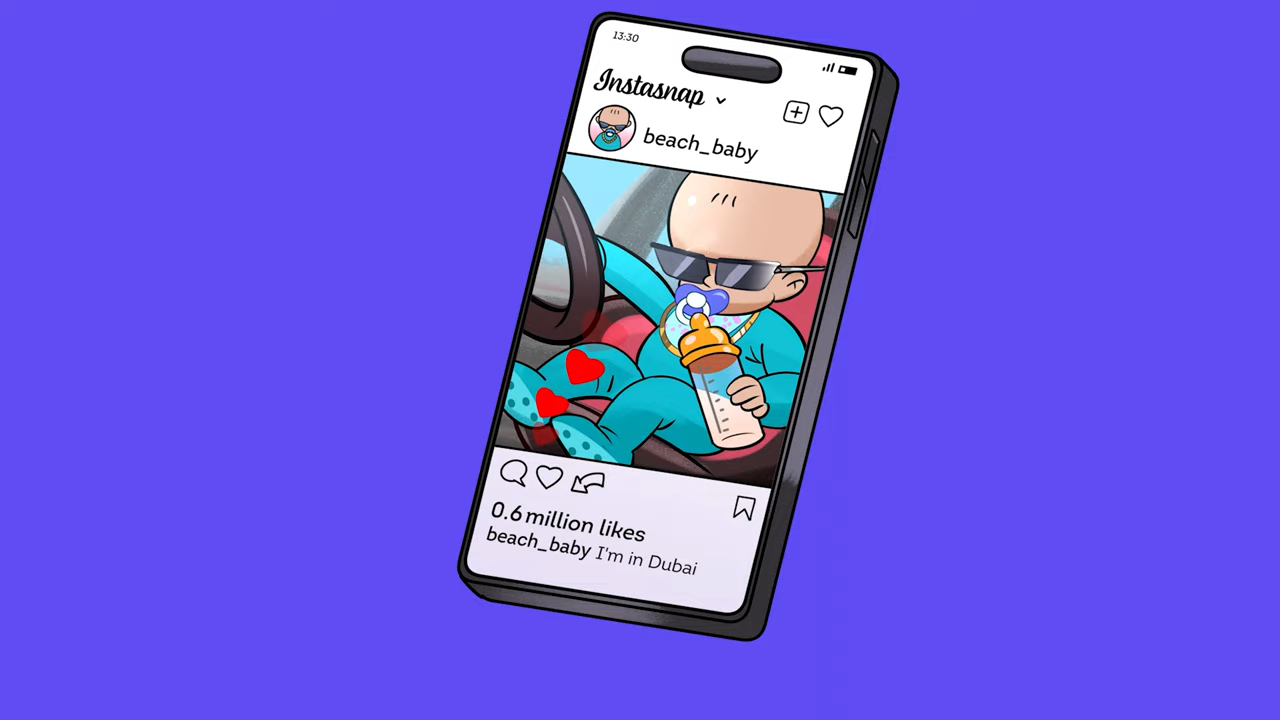 13:30
Instasnap
beach_baby
0.6 million likes
beach_baby I'm in Dubai